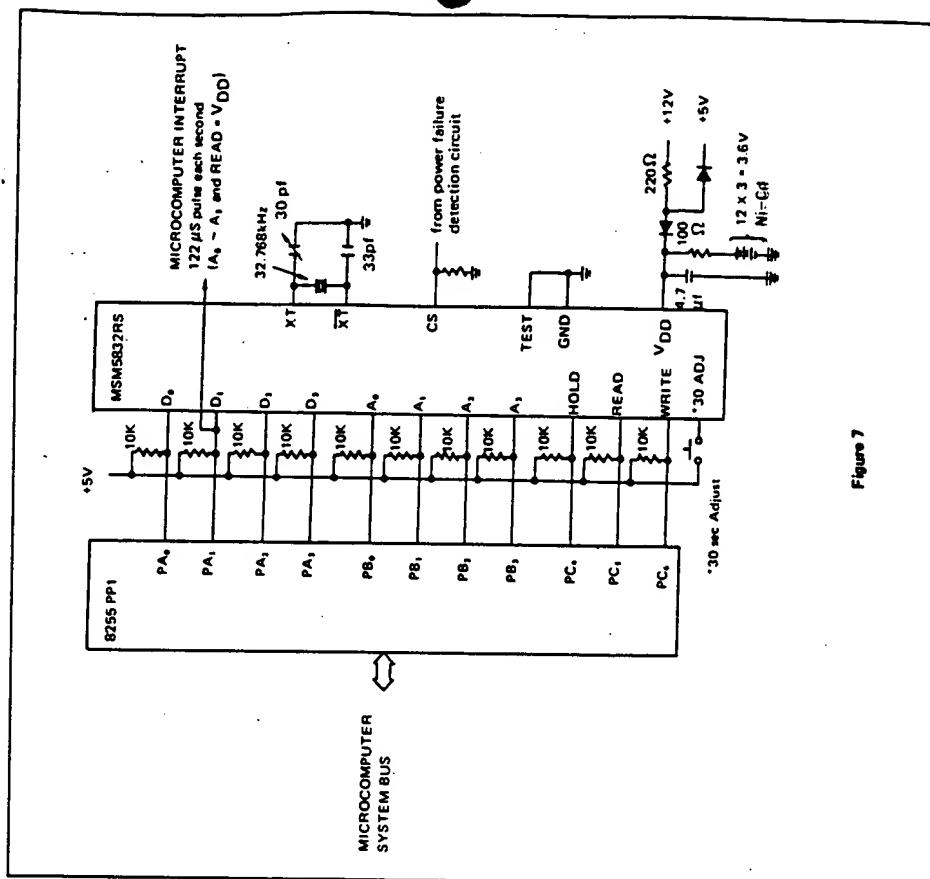 MICROCOMPUTER INTERRUPT
122 μS pulse each second
(A₀ ~ A₃ and READ = VDD)
+5V
8255 PP1
MSM5832RS
PA₀
10K
D₀
PA₁
10K
D₁
PA₂
10K
D₂
PA₃
10K
D₃
PB₀
10K
A₀
PB₁
10K
A₁
PB₂
10K
A₂
PB₃
10K
A₃
PC₀
10K
HOLD
PC₁
10K
READ
10K
WRITE
*30 ADJ
*30 sec Adjust
XT
32.768kHz
30 pf
XT
33pf
CS
from power failure
detection circuit
TEST
GND
VDD
4.7
μf
100
Ω
220Ω
+12V
+5V
12 X 3 = 3.6V
Ni-Cd
MICROCOMPUTER
SYSTEM BUS
Figure 7